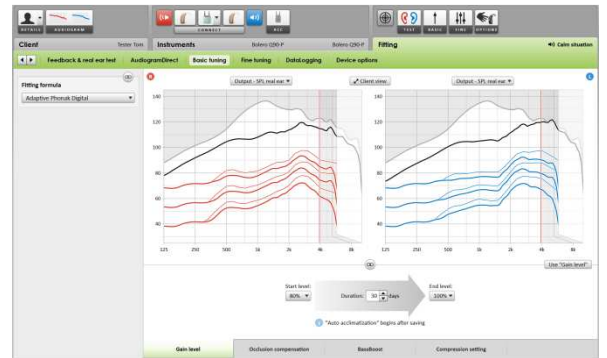 DETAILS AUDIOGRAM CONNECT ACC TEST BASIC FINE OPTIONS
Client Tester Tom Instruments Bolero Q90-P Bolero Q90-P Fitting Calm situation
Feedback & real ear test AudiogramDirect Basic tuning Fine tuning DataLogging Device options
Fitting formula
Adaptive Phonak Digital
Output - SPL real ear Client view Output - SPL real ear
140 140
120 120
100 100
80 80
60 60
40 40
125 250 500 1k 2k 4k 8k 125 250 500 1k 2k 4k 8k
Use "Gain level"
Start level: End level:
80% Duration: 30 days 100%
"Auto acclimatization" begins after saving
Gain level Occlusion compensation BassBoost Compression setting